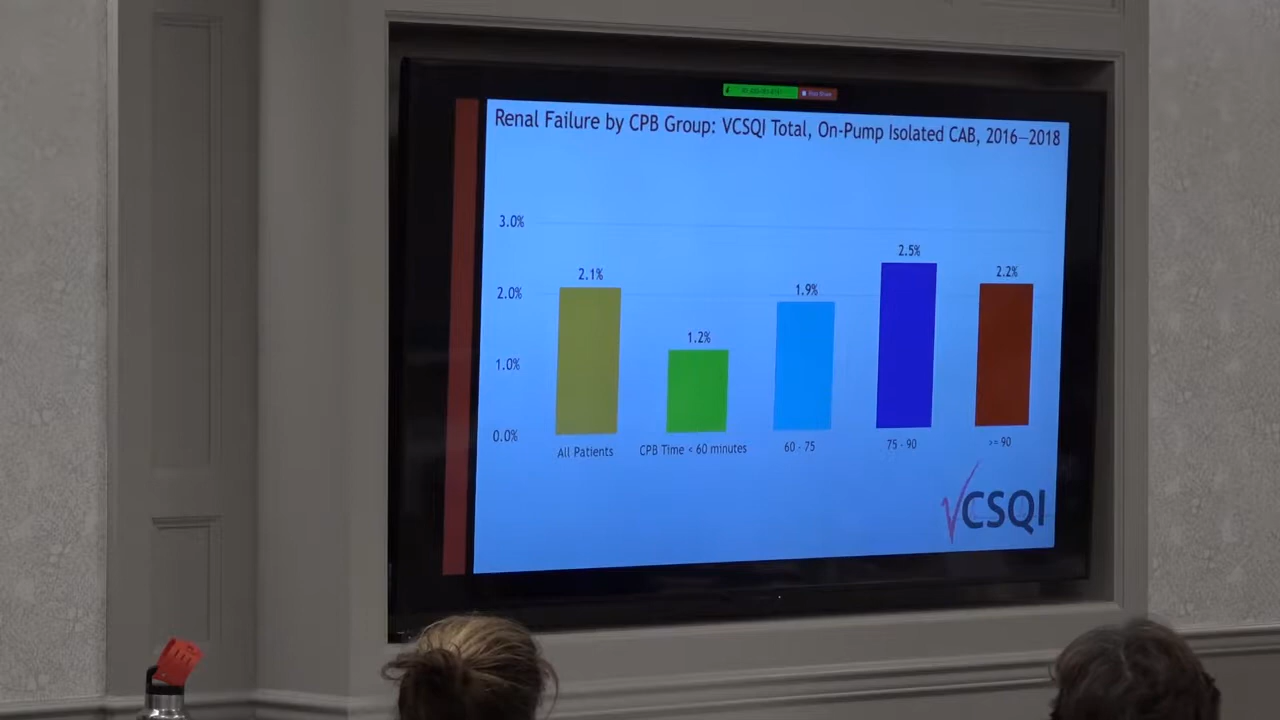 Stop Share
Renal Failure by CPB Group: VCSQI Total, On-Pump Isolated CAB, 2016—2018
3.0%
2.0%
1.0%
0.0%
2.1%
1.2%
1.9%
2.5%
2.2%
All Patients
CPB Time < 60 minutes
60 - 75
75 - 90
>= 90
VCSQI